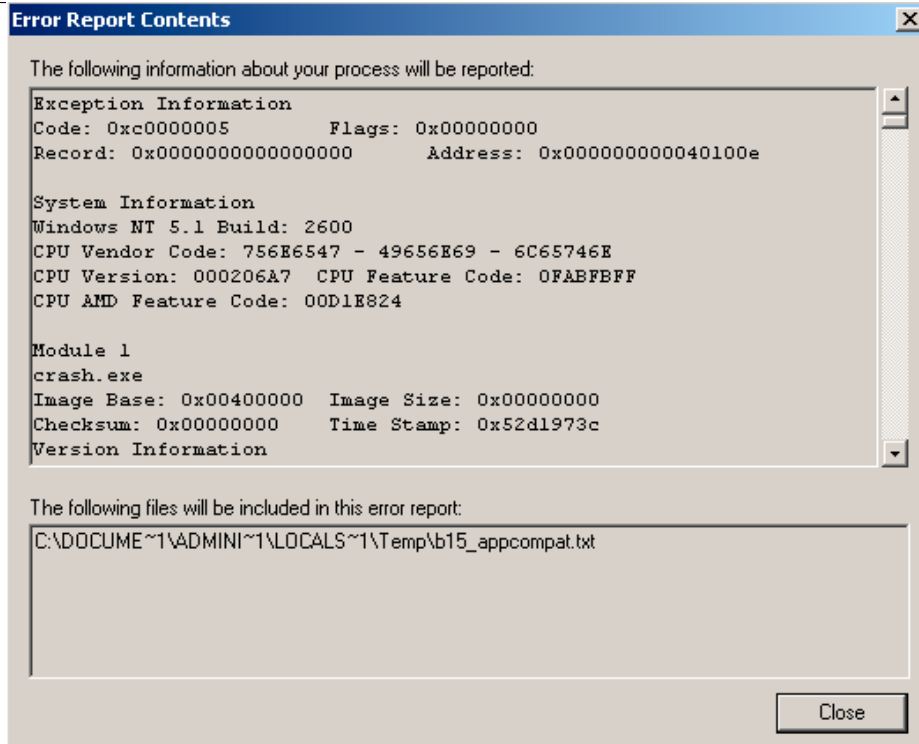 Error Report Contents
The following information about your process will be reported:
Exception Information
Code: 0xc0000005 Flags: 0x00000000
Record: 0x0000000000000000 Address: 0x000000000040100e
System Information
Windows NT 5.1 Build: 2600
CPU Vendor Code: 756E6547 - 49656E69 - 6C65746E
CPU Version: 000206A7 CPU Feature Code: 0FABFBFF
CPU AMD Feature Code: 00D1E824
Module 1
crash.exe
Image Base: 0x00400000 Image Size: 0x00000000
Checksum: 0x00000000 Time Stamp: 0x52d1973c
Version Information
The following files will be included in this error report:
C:\DOCUME~1\ADMINI~1\LOCALS~1\Temp\b15_appcompat.txt
Close